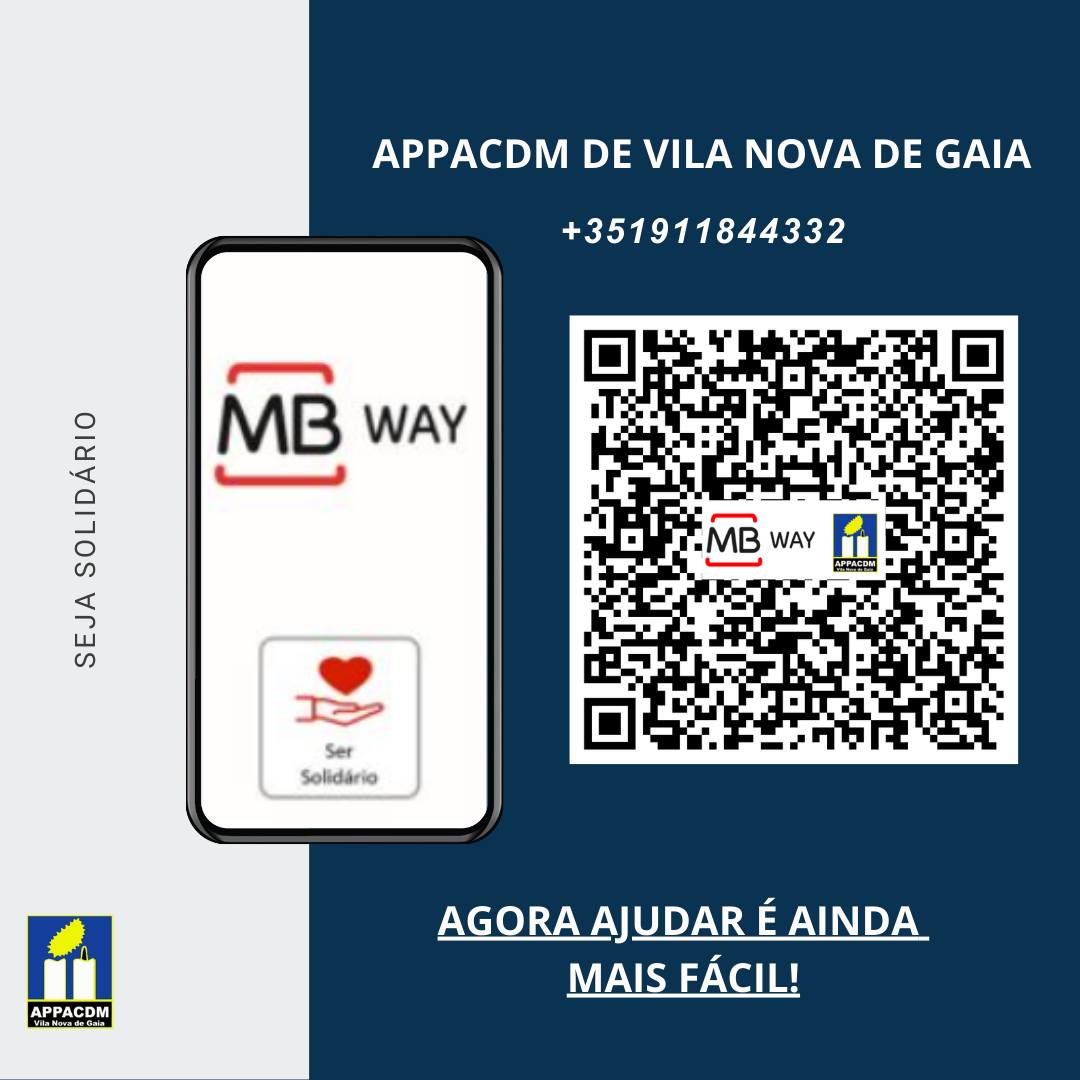 APPACDM DE VILA NOVA DE GAIA
+351911844332
SEJA SOLIDÁRIO
MB WAY
Ser
Solidário
MB WAY
APPACDM
Vila Nova de Gaia
AGORA AJUDAR É AINDA
MAIS FÁCIL!
APPACDM
Vila Nova de Gaia